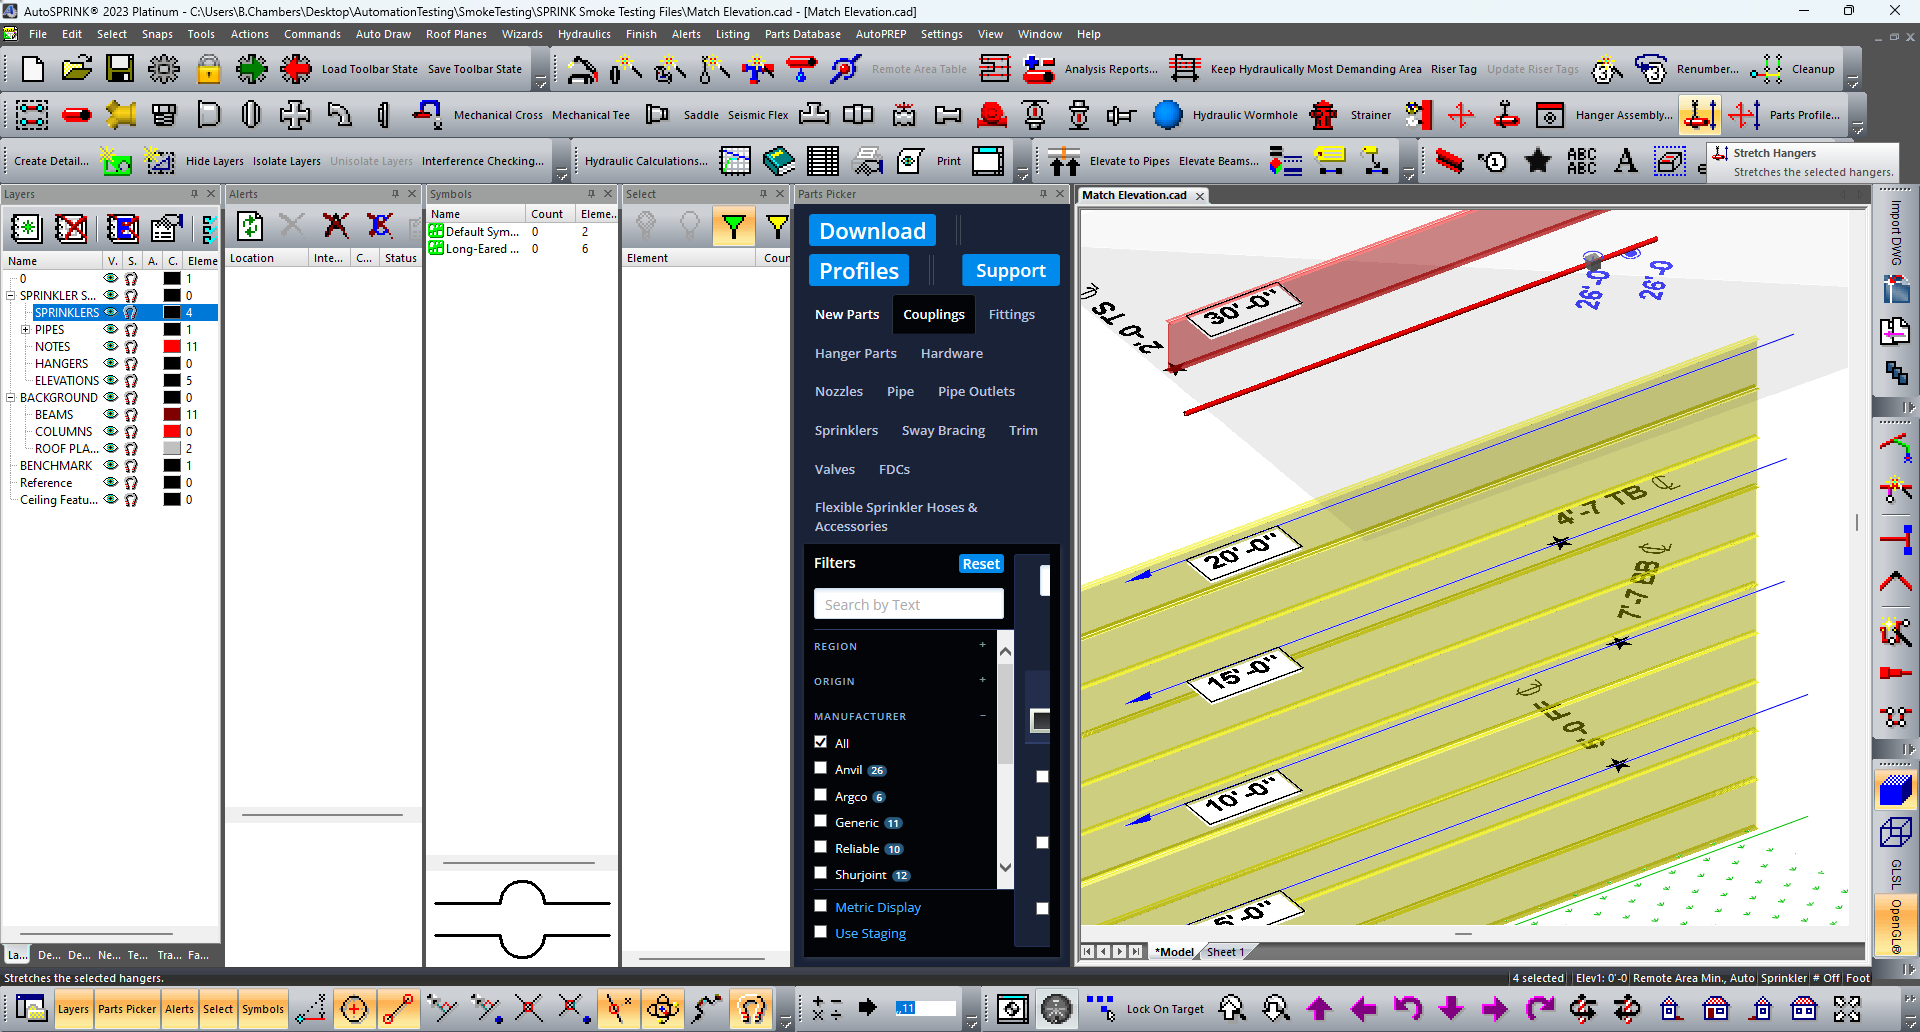 AutoSPRINK® 2023 Platinum - C:\Users\B.Chambers\Desktop\AutomationTesting\SmokeTesting\SPRINK Smoke Testing Files\Match Elevation.cad - [Match Elevation.cad]
File Edit Select Snaps Tools Actions Commands Auto Draw Roof Planes Wizards Hydraulics Finish Alerts Listing Parts Database AutoPREP Settings View Window Help
Load Toolbar State Save Toolbar State Remote Area Table Analysis Reports... Keep Hydraulically Most Demanding Area Riser Tag Update Riser Tags Renumber... Cleanup
Mechanical Cross Mechanical Tee Saddle Seismic Flex Hydraulic Wormhole Strainer Hanger Assembly... Parts Profile...
Create Detail... Hide Layers Isolate Layers Unisolate Layers Interference Checking... Hydraulic Calculations... Print Elevate to Pipes Elevate Beams...
ABC
ABC
A
Stretch Hangers
Stretches the selected hangers.
Layers
Name V. S. A. C. Eleme
0 1
SPRINKLER S... 0
SPRINKLERS 4
PIPES 1
NOTES 11
HANGERS 0
ELEVATIONS 5
BACKGROUND 0
BEAMS 11
COLUMNS 0
ROOF PLA... 2
BENCHMARK 1
Reference 0
Ceiling Featu... 0
La... De... De... Ne... Te... Tra... Fa...
Alerts
Location Inte... C... Status
Symbols
Name Count Eleme...
Default Sym... 0 2
Long-Eared ... 0 6
Select
Element Coun
Parts Picker
Download
Profiles Support
New Parts Couplings Fittings
Hanger Parts Hardware
Nozzles Pipe Pipe Outlets
Sprinklers Sway Bracing Trim
Valves FDCs
Flexible Sprinkler Hoses &
Accessories
Filters Reset
Search by Text
REGION +
ORIGIN +
MANUFACTURER −
All
Anvil 26
Argco 6
Generic 11
Reliable 10
Shurjoint 12
Metric Display
Use Staging
Match Elevation.cad
30'-0"
2'-0 TS ℄
26'-0
26'-0
20'-0"
4'-7 TB ℄
7'-7 BB ℄
15'-0"
5'-0 FF ℄
10'-0"
*Model Sheet 1
Import DWG
GLSL
OpenGL®
Stretches the selected hangers.
4 selected Elev1: 0'-0 Remote Area Min., Auto Sprinkler # Off Foot
Layers Parts Picker Alerts Select Symbols
Lock On Target